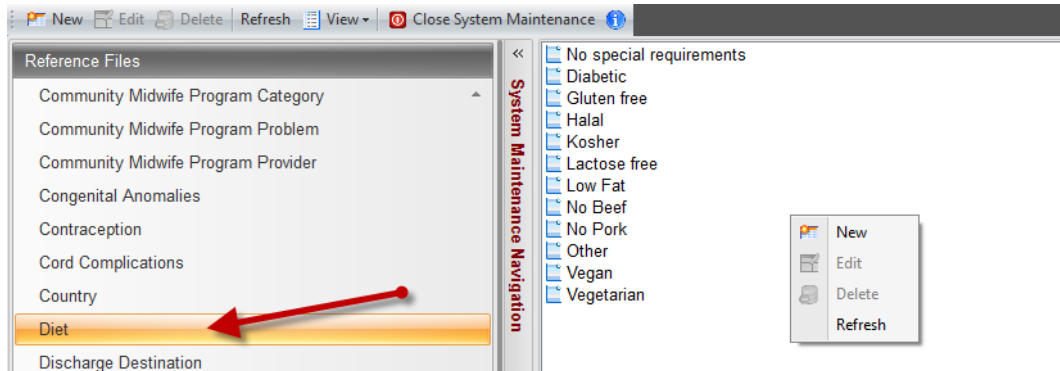 New Edit Delete Refresh View Close System Maintenance
Reference Files
Community Midwife Program Category
Community Midwife Program Problem
Community Midwife Program Provider
Congenital Anomalies
Contraception
Cord Complications
Country
Diet
Discharge Destination
«
System Maintenance Navigation
No special requirements
Diabetic
Gluten free
Halal
Kosher
Lactose free
Low Fat
No Beef
No Pork
Other
Vegan
Vegetarian
New
Edit
Delete
Refresh